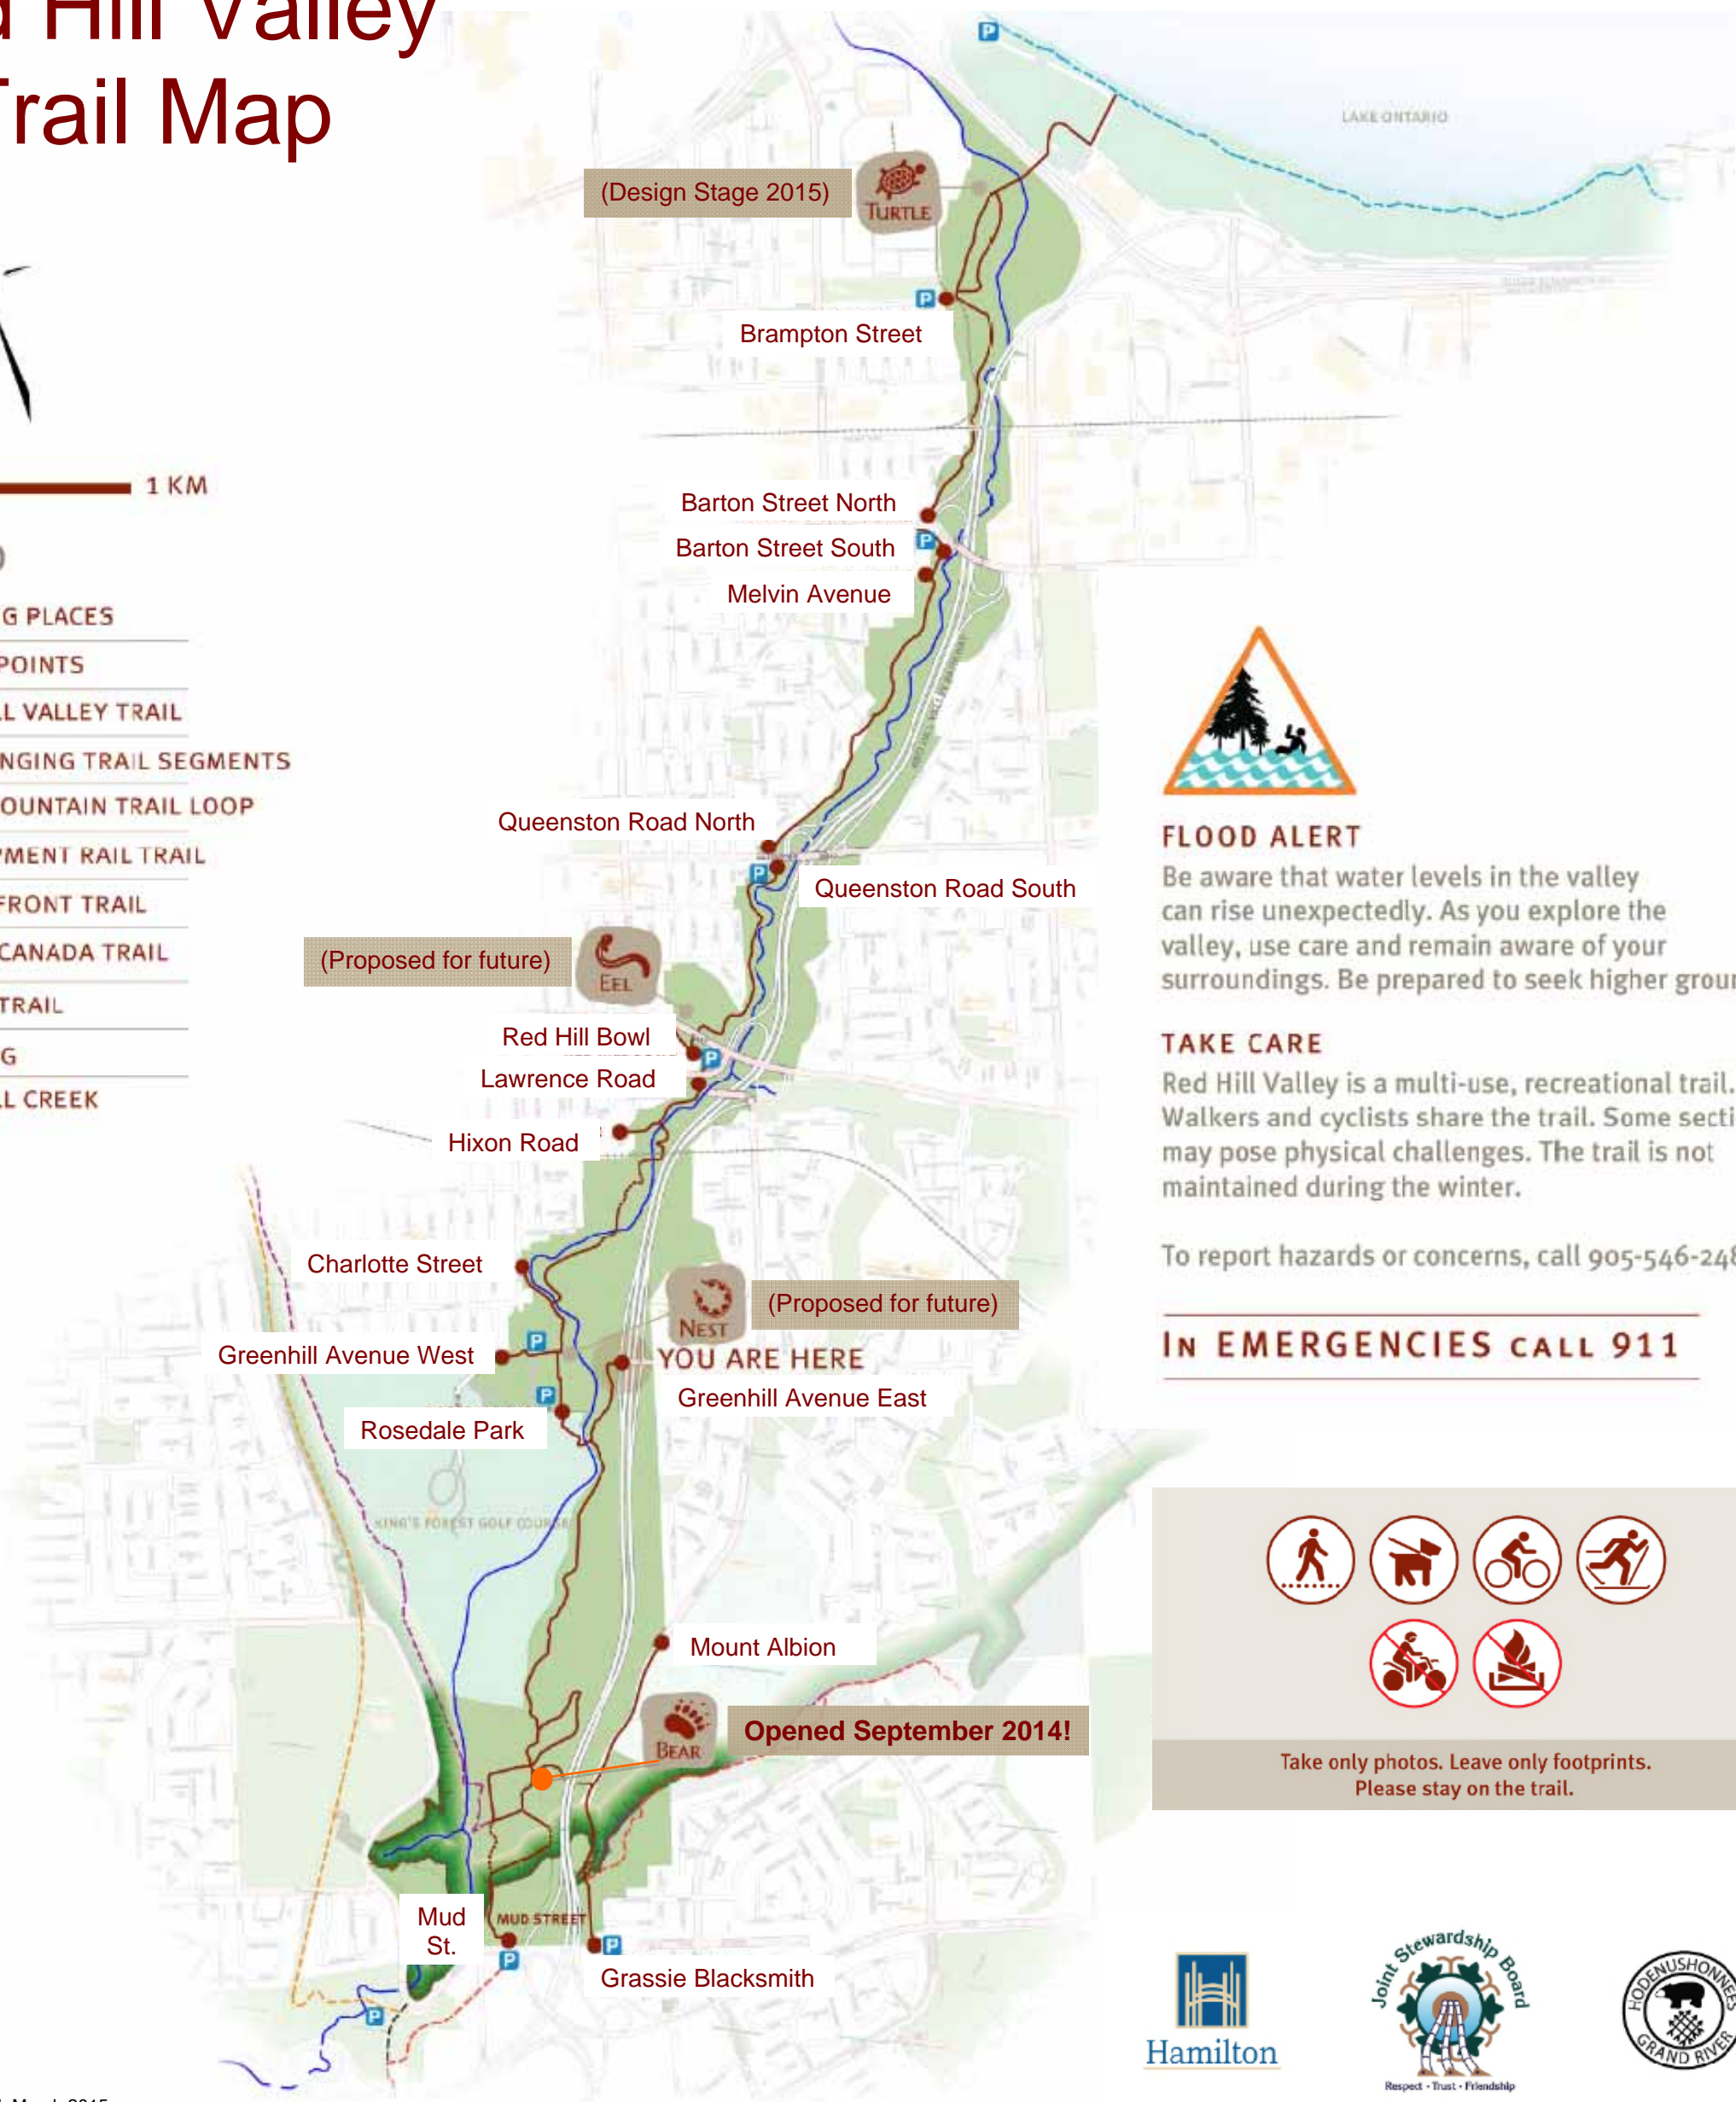 d Hill Valley
Trail Map
1 KM
G PLACES
POINTS
LL VALLEY TRAIL
NGING TRAIL SEGMENTS
OUNTAIN TRAIL LOOP
PMENT RAIL TRAIL
FRONT TRAIL
CANADA TRAIL
TRAIL
G
LL CREEK
P
LAKE ONTARIO
(Design Stage 2015)
TURTLE
P
Brampton Street
Barton Street North
P
Barton Street South
Melvin Avenue
Queenston Road North
P
Queenston Road South
(Proposed for future)
EEL
Red Hill Bowl
P
Lawrence Road
Hixon Road
Charlotte Street
NEST
(Proposed for future)
P
Greenhill Avenue West
YOU ARE HERE
Greenhill Avenue East
P
Rosedale Park
KING'S FOREST GOLF COURSE
Mount Albion
BEAR
Opened September 2014!
Mud
St.
MUD STREET
P
P
Grassie Blacksmith
P
FLOOD ALERT
Be aware that water levels in the valley
can rise unexpectedly. As you explore the
valley, use care and remain aware of your
surroundings. Be prepared to seek higher groun
TAKE CARE
Red Hill Valley is a multi-use, recreational trail.
Walkers and cyclists share the trail. Some secti
may pose physical challenges. The trail is not
maintained during the winter.
To report hazards or concerns, call 905-546-248
IN EMERGENCIES CALL 911
Take only photos. Leave only footprints.
Please stay on the trail.
Hamilton
Joint Stewardship Board
Respect · Trust · Friendship
HODENUSHONNEES
GRAND RIVER